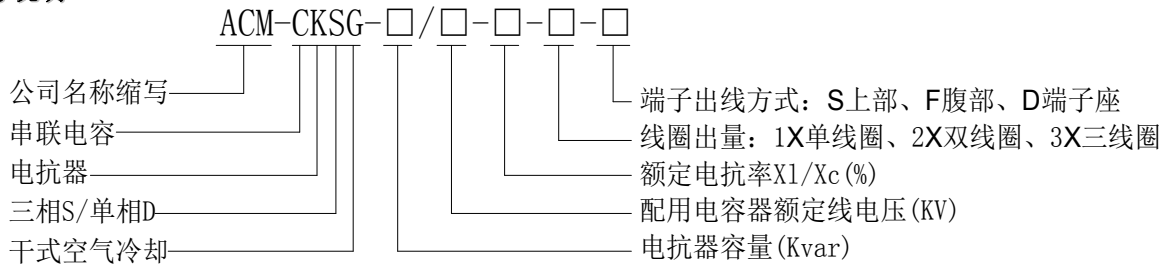 ACM-CKSG-□/□-□-□-□
公司名称缩写
串联电容
电抗器
三相S/单相D
干式空气冷却
端子出线方式：S上部、F腹部、D端子座
线圈出量：1X单线圈、2X双线圈、3X三线圈
额定电抗率Xl/Xc(%)
配用电容器额定线电压(KV)
电抗器容量(Kvar)